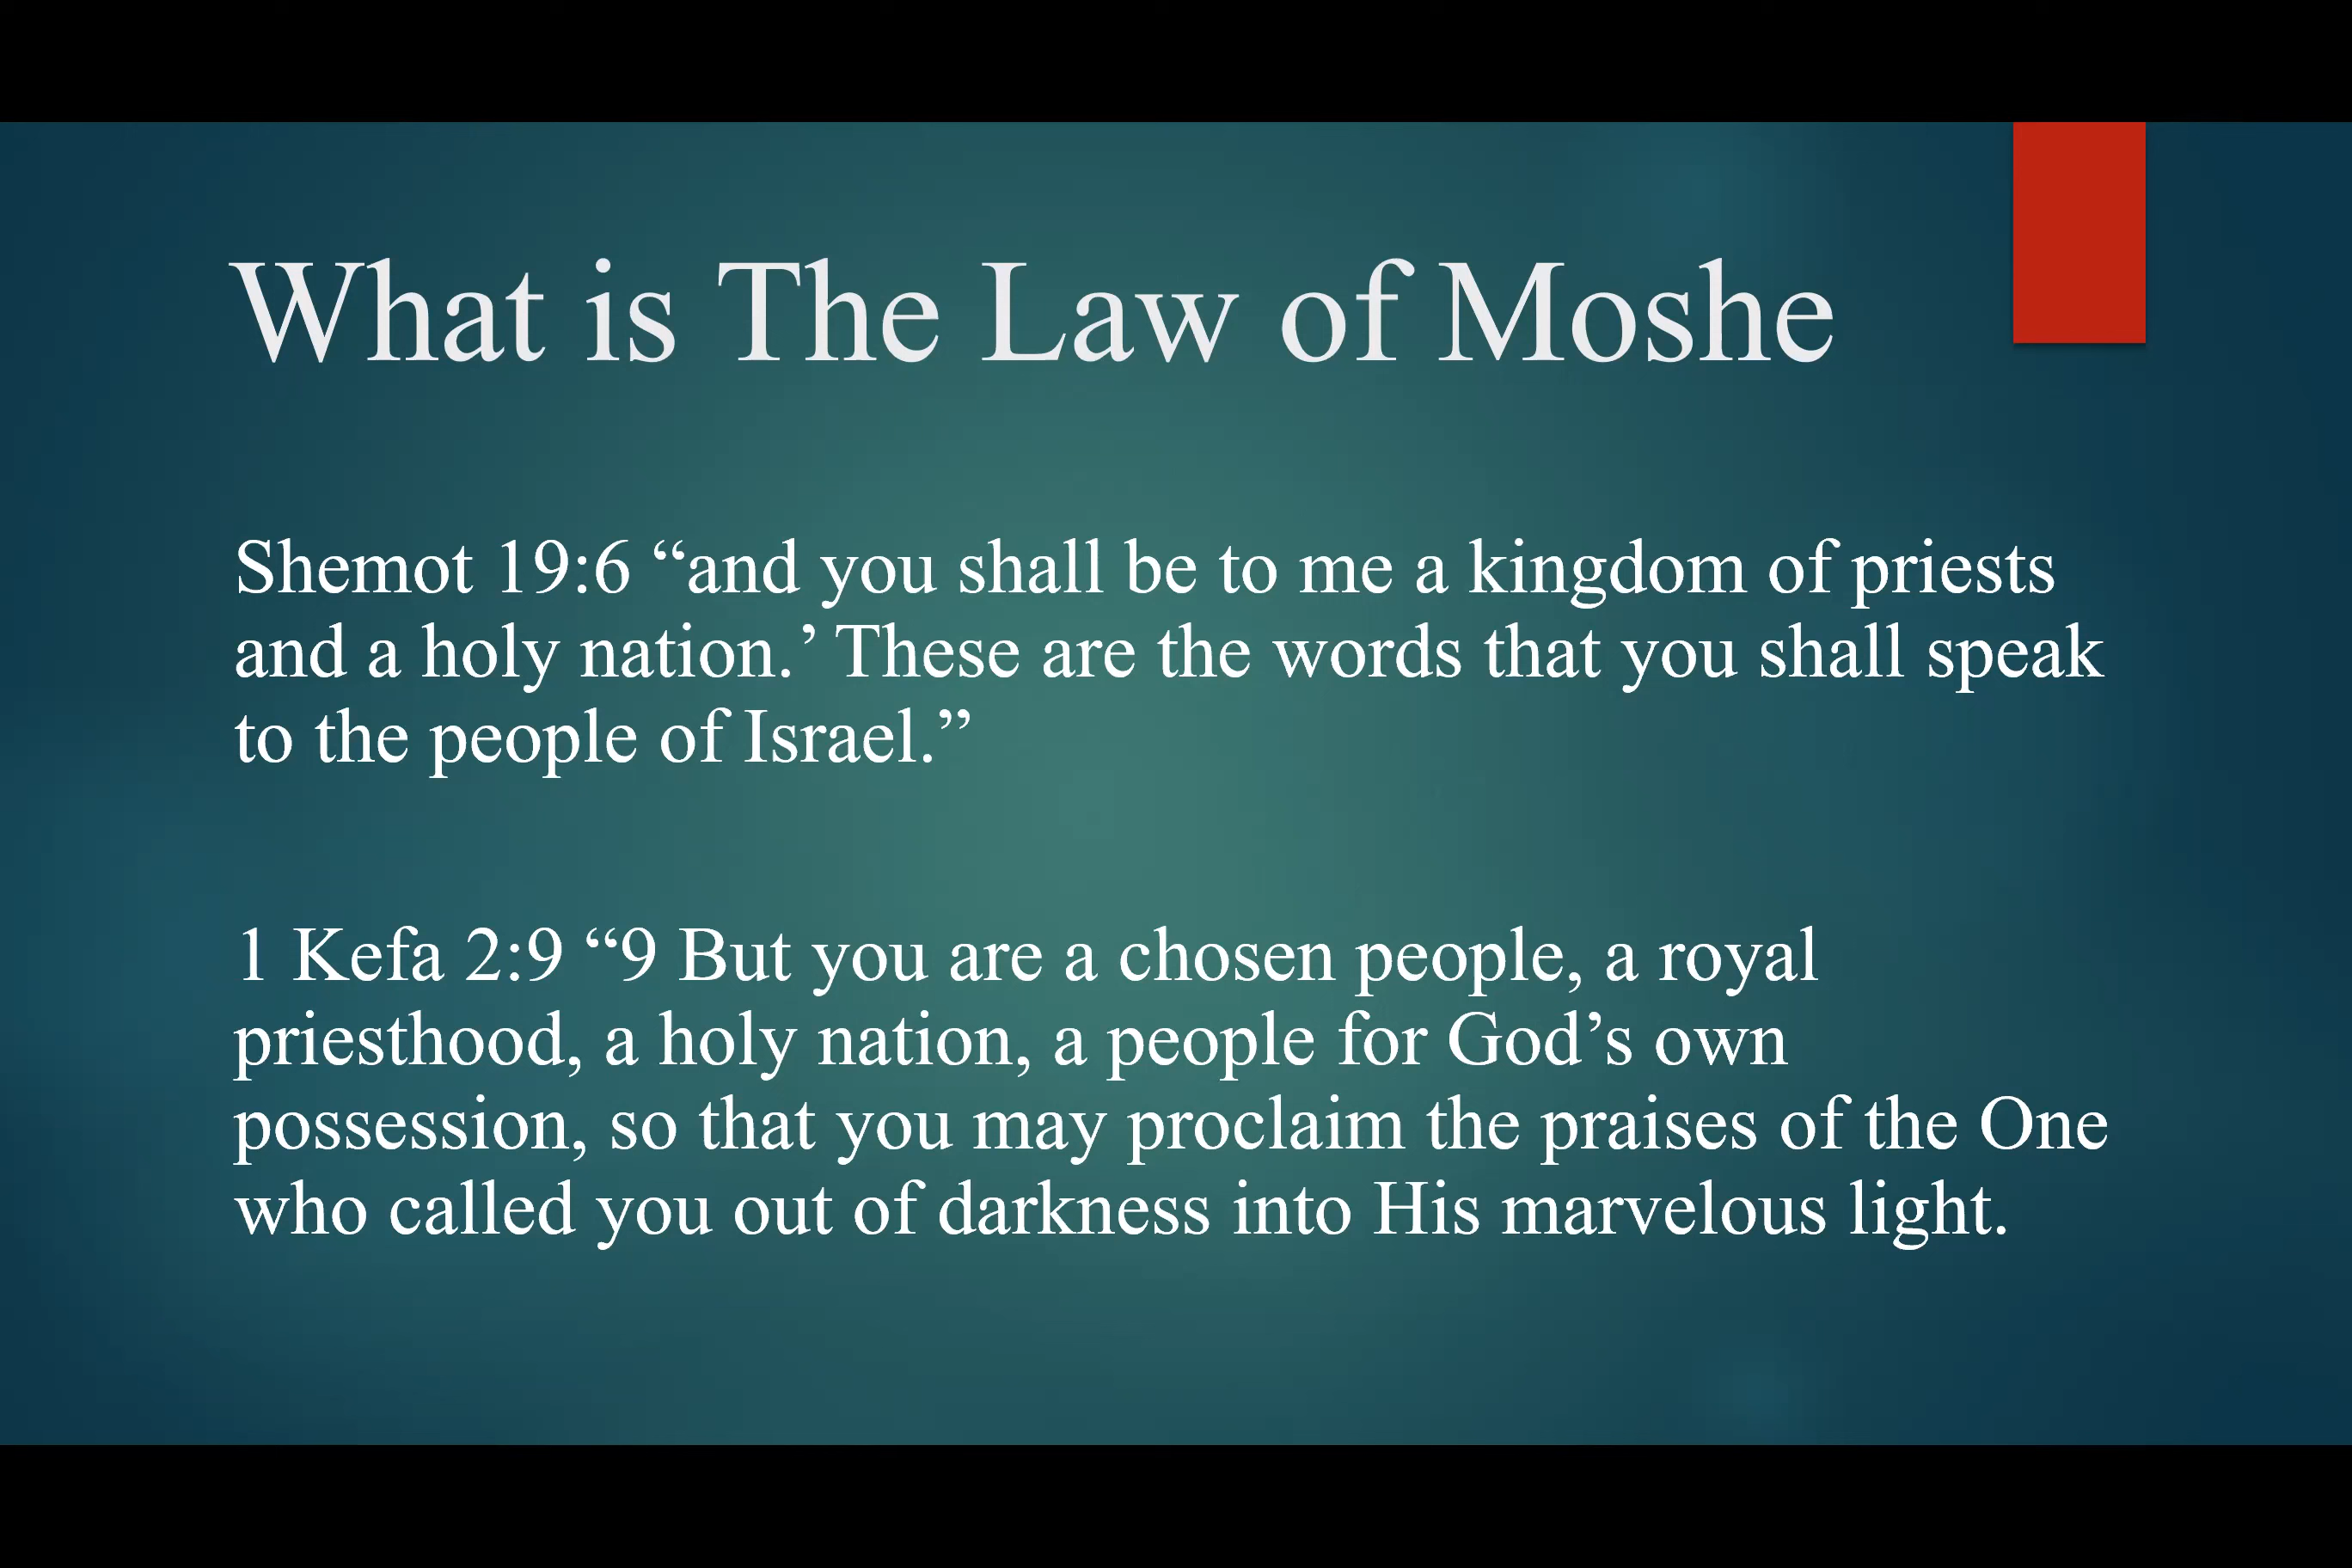 What is The Law of Moshe
Shemot 19:6 “and you shall be to me a kingdom of priests
and a holy nation.’ These are the words that you shall speak
to the people of Israel.”
1 Kefa 2:9 “9 But you are a chosen people, a royal
priesthood, a holy nation, a people for God’s own
possession, so that you may proclaim the praises of the One
who called you out of darkness into His marvelous light.